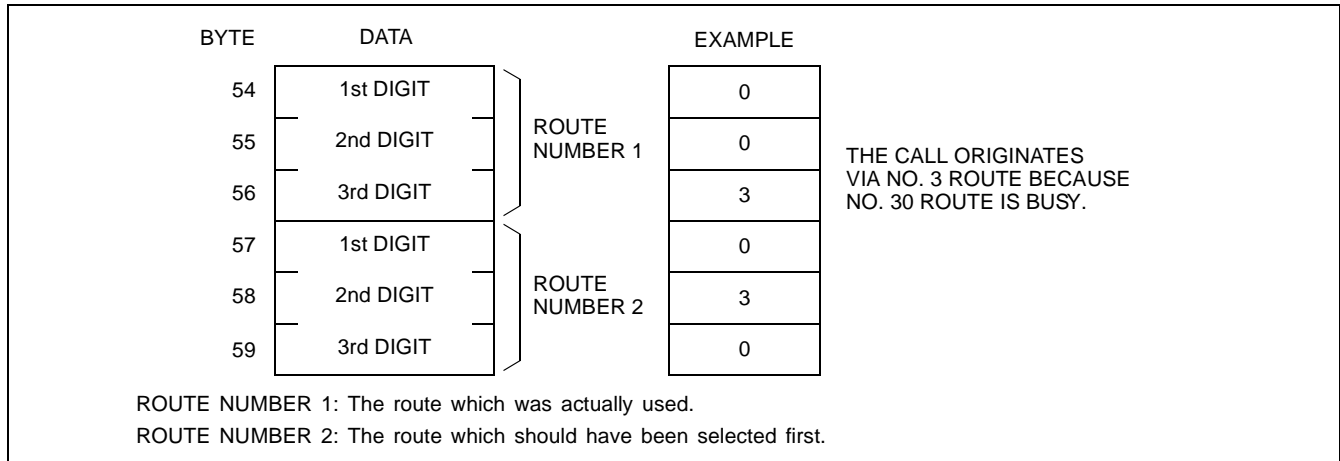 BYTE DATA EXAMPLE
54 1st DIGIT 0
55 2nd DIGIT 0
56 3rd DIGIT 3
ROUTE
NUMBER 1
THE CALL ORIGINATES
VIA NO. 3 ROUTE BECAUSE
NO. 30 ROUTE IS BUSY.
57 1st DIGIT 0
58 2nd DIGIT 3
59 3rd DIGIT 0
ROUTE
NUMBER 2
ROUTE NUMBER 1: The route which was actually used.
ROUTE NUMBER 2: The route which should have been selected first.